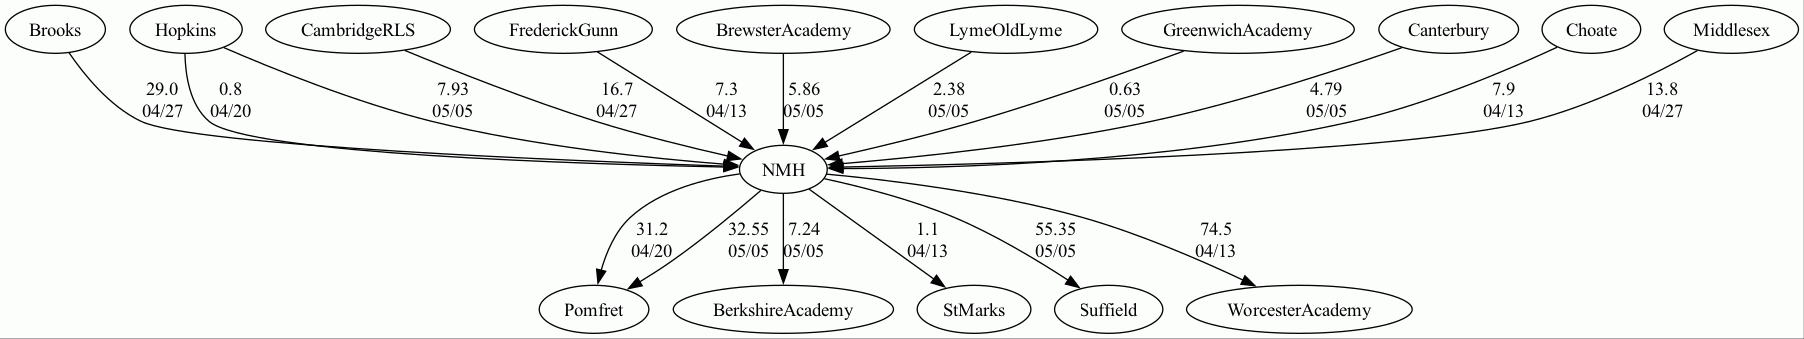 Brooks Hopkins CambridgeRLS FrederickGunn BrewsterAcademy LymeOldLyme GreenwichAcademy Canterbury Choate Middlesex
29.0 0.8 7.93 16.7 7.3 5.86 2.38 0.63 4.79 7.9 13.8
04/27 04/20 05/05 04/27 04/13 05/05 05/05 05/05 05/05 04/13 04/27
NMH
31.2 32.55 7.24 1.1 55.35 74.5
04/20 05/05 05/05 04/13 05/05 04/13
Pomfret BerkshireAcademy StMarks Suffield WorcesterAcademy